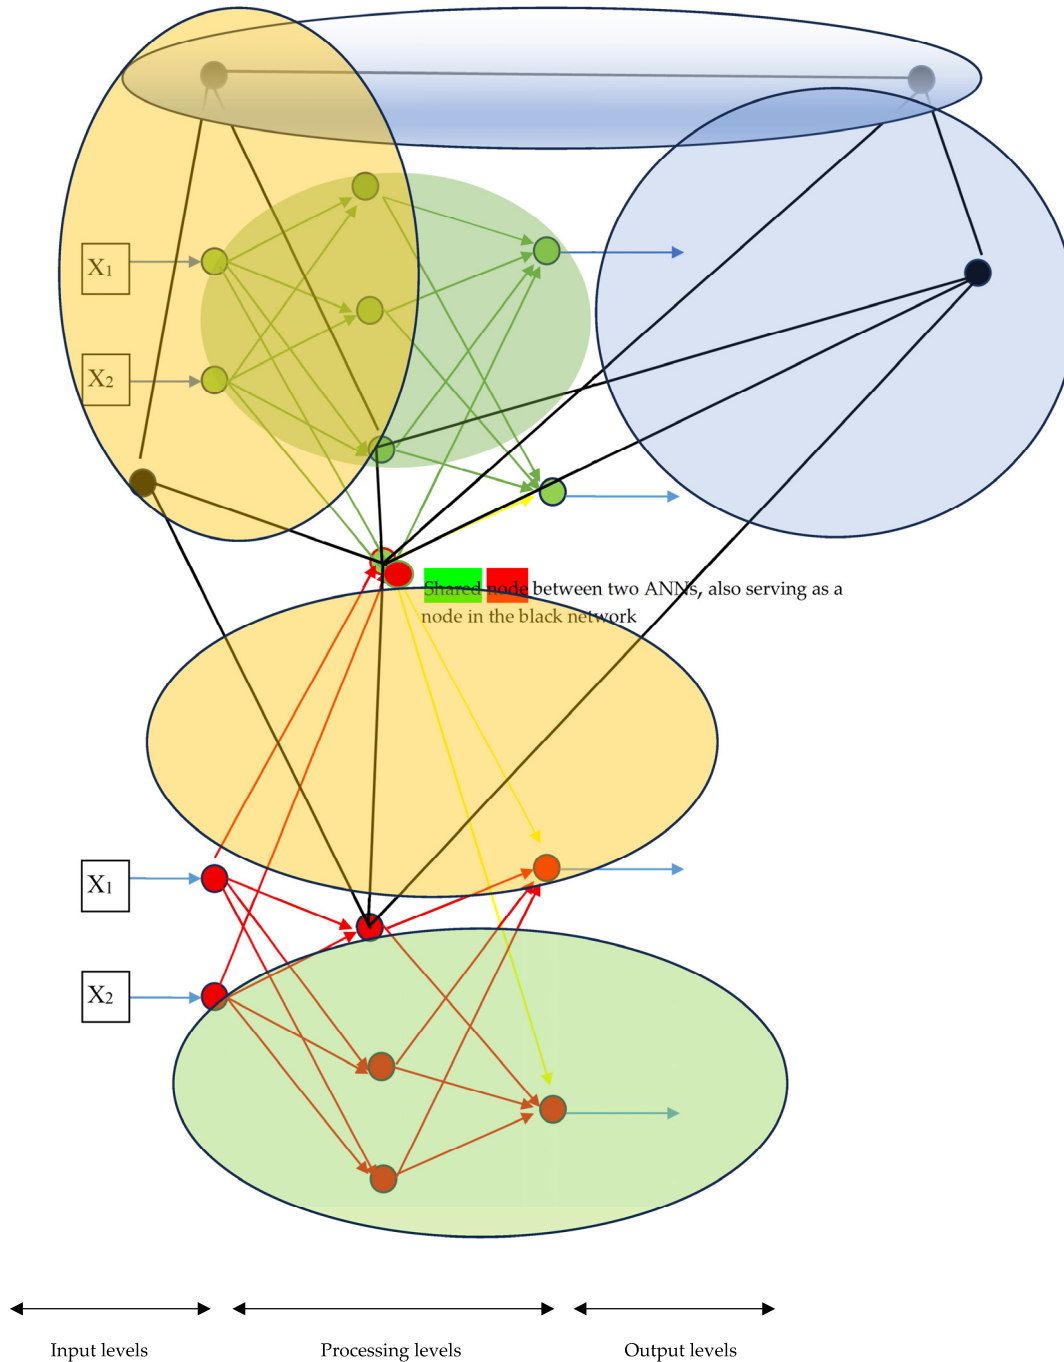 X1
X2
Shared node between two ANNs, also serving as a
node in the black network
X1
X2
Input levels
Processing levels
Output levels